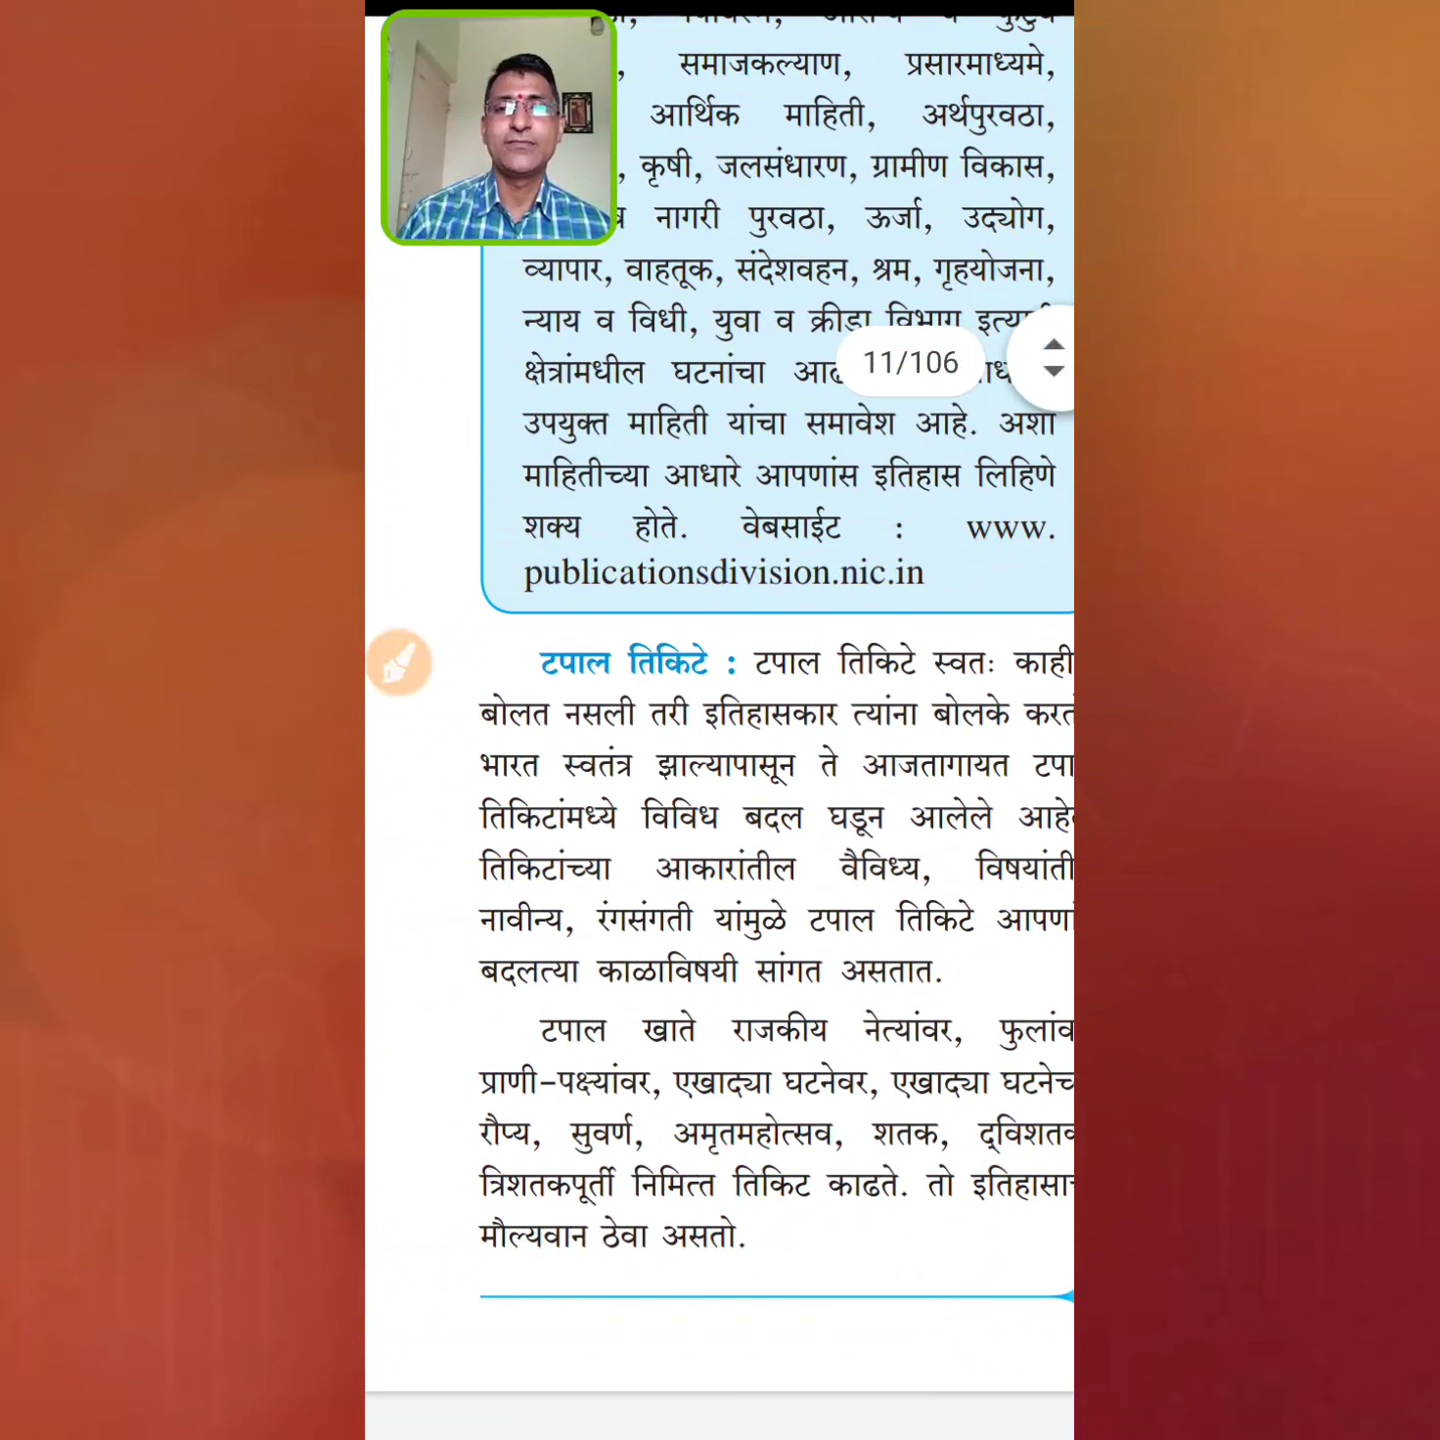 समाजकल्याण, प्रसारमाध्यमे,
आर्थिक माहिती, अर्थपुरवठा,
, कृषी, जलसंधारण, ग्रामीण विकास,
नागरी पुरवठा, ऊर्जा, उद्योग,
व्यापार, वाहतूक, संदेशवहन, श्रम, गृहयोजना,
न्याय व विधी, युवा व क्रीडा विभाग
क्षेत्रांमधील घटनांचा
11/106
उपयुक्त माहिती यांचा समावेश आहे. अशा
माहितीच्या आधारे आपणांस इतिहास लिहिणे
शक्य होते. वेबसाईट : www.
publicationsdivision.nic.in
टपाल तिकिटे : टपाल तिकिटे स्वतः काही
बोलत नसली तरी इतिहासकार त्यांना बोलके
भारत स्वतंत्र झाल्यापासून ते आजतागायत
तिकिटांमध्ये विविध बदल घडून आलेले
तिकिटांच्या आकारांतील वैविध्य,
नावीन्य, रंगसंगती यांमुळे टपाल तिकिटे
बदलत्या काळाविषयी सांगत असतात.
टपाल खाते राजकीय नेत्यांवर,
प्राणी-पक्ष्यांवर, एखाद्या घटनेवर, एखाद्या
रौप्य, सुवर्ण, अमृतमहोत्सव, शतक,
त्रिशतकपूर्ती निमित्त तिकिट काढते. तो
मौल्यवान ठेवा असतो.